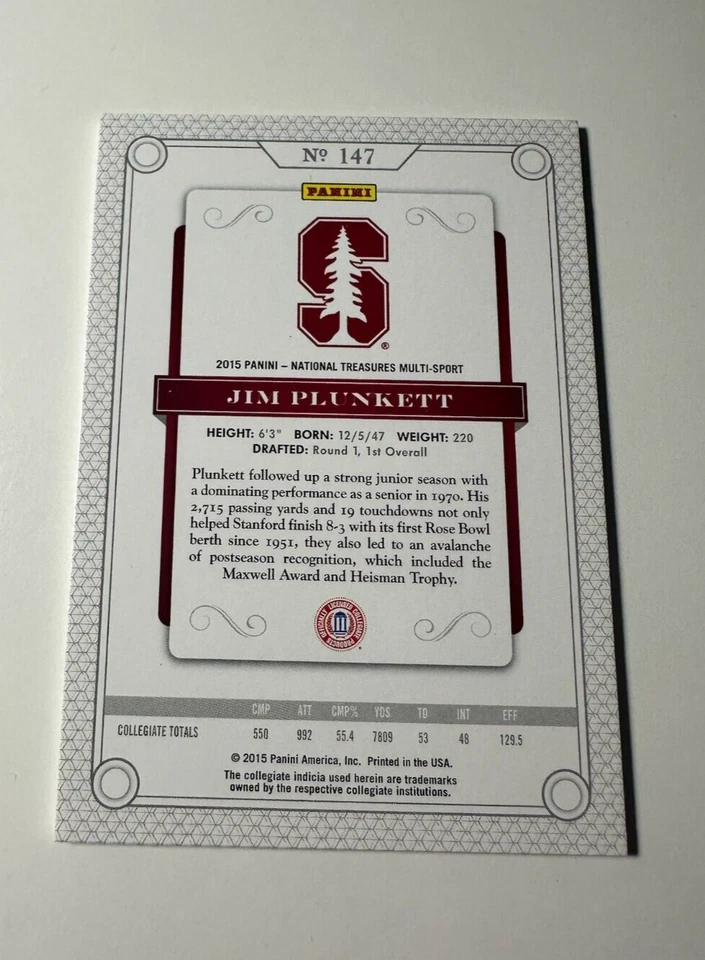 Nº 147
PANINI
S
®
2015 PANINI – NATIONAL TREASURES MULTI-SPORT
JIM PLUNKETT
HEIGHT: 6'3" BORN: 12/5/47 WEIGHT: 220
DRAFTED: Round 1, 1st Overall
Plunkett followed up a strong junior season with
a dominating performance as a senior in 1970. His
2,715 passing yards and 19 touchdowns not only
helped Stanford finish 8-3 with its first Rose Bowl
berth since 1951, they also led to an avalanche
of postseason recognition, which included the
Maxwell Award and Heisman Trophy.
OFFICIALLY LICENSED COLLEGIATE PRODUCTS
CMP ATT CMP% YDS TD INT EFF
COLLEGIATE TOTALS 550 992 55.4 7809 53 48 129.5
© 2015 Panini America, Inc. Printed in the USA.
The collegiate indicia used herein are trademarks
owned by the respective collegiate institutions.